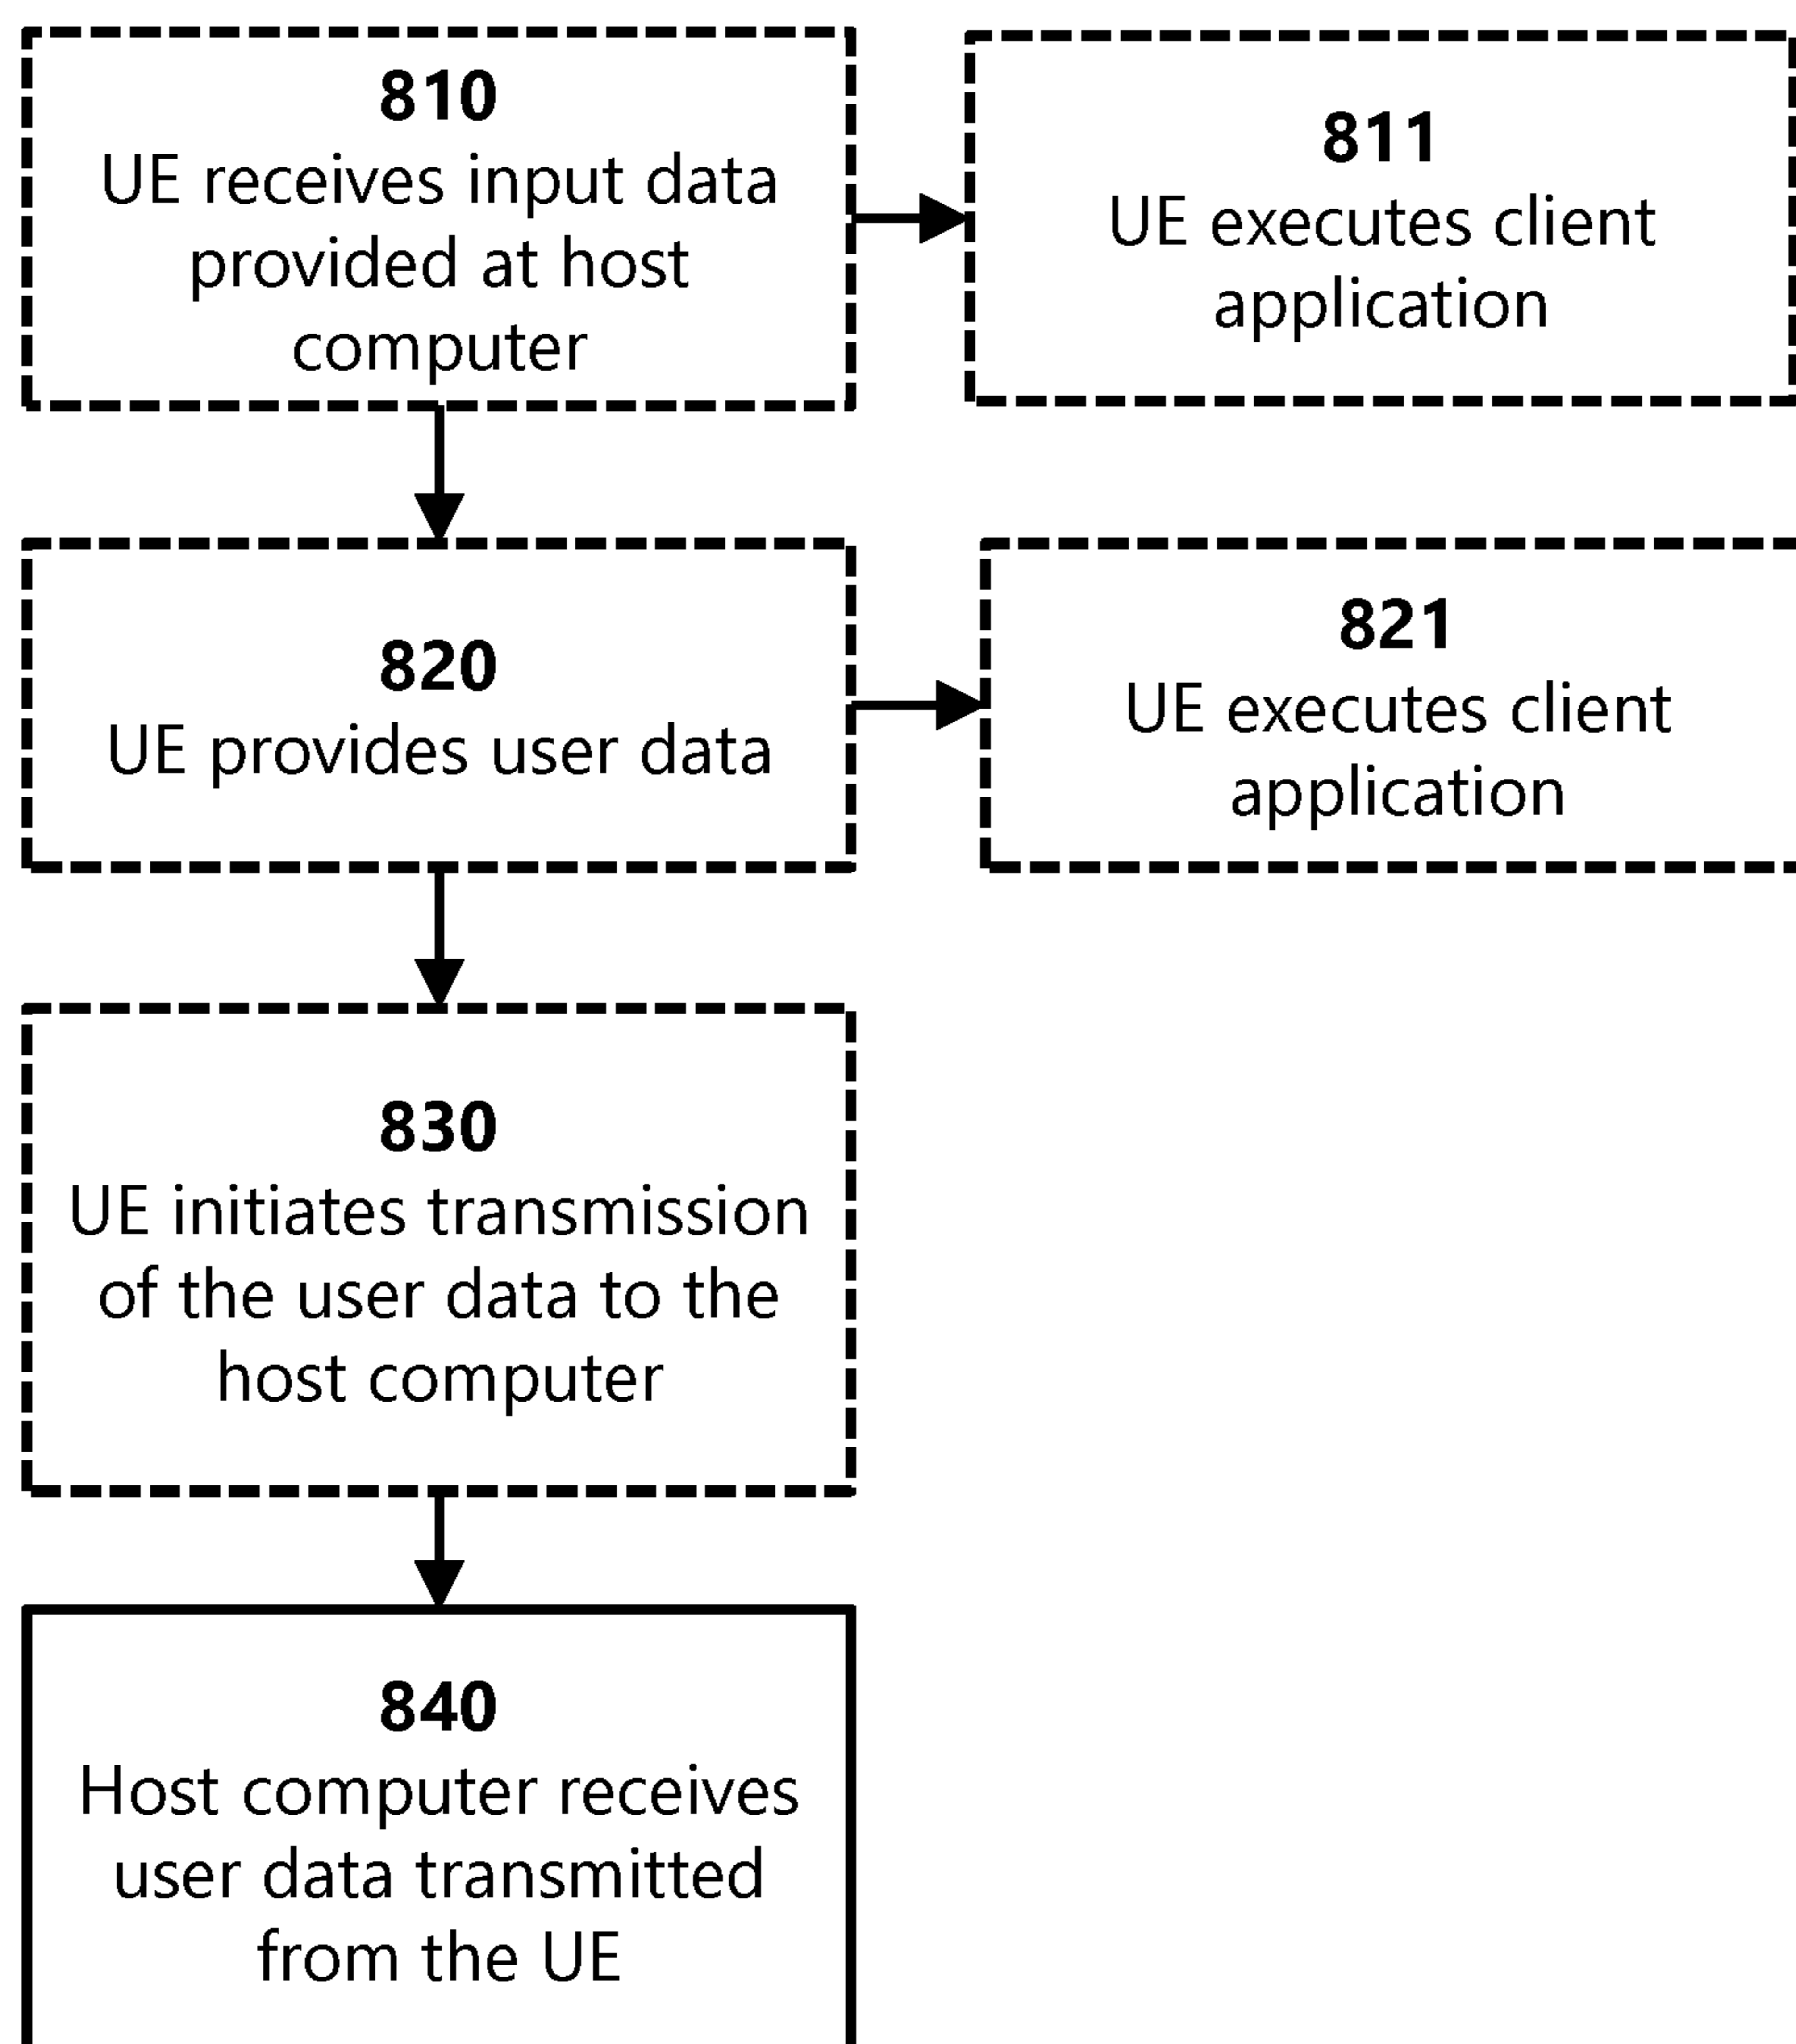 810
UE receives input data
provided at host
computer
811
UE executes client
application
820
UE provides user data
821
UE executes client
application
830
UE initiates transmission
of the user data to the
host computer
840
Host computer receives
user data transmitted
from the UE